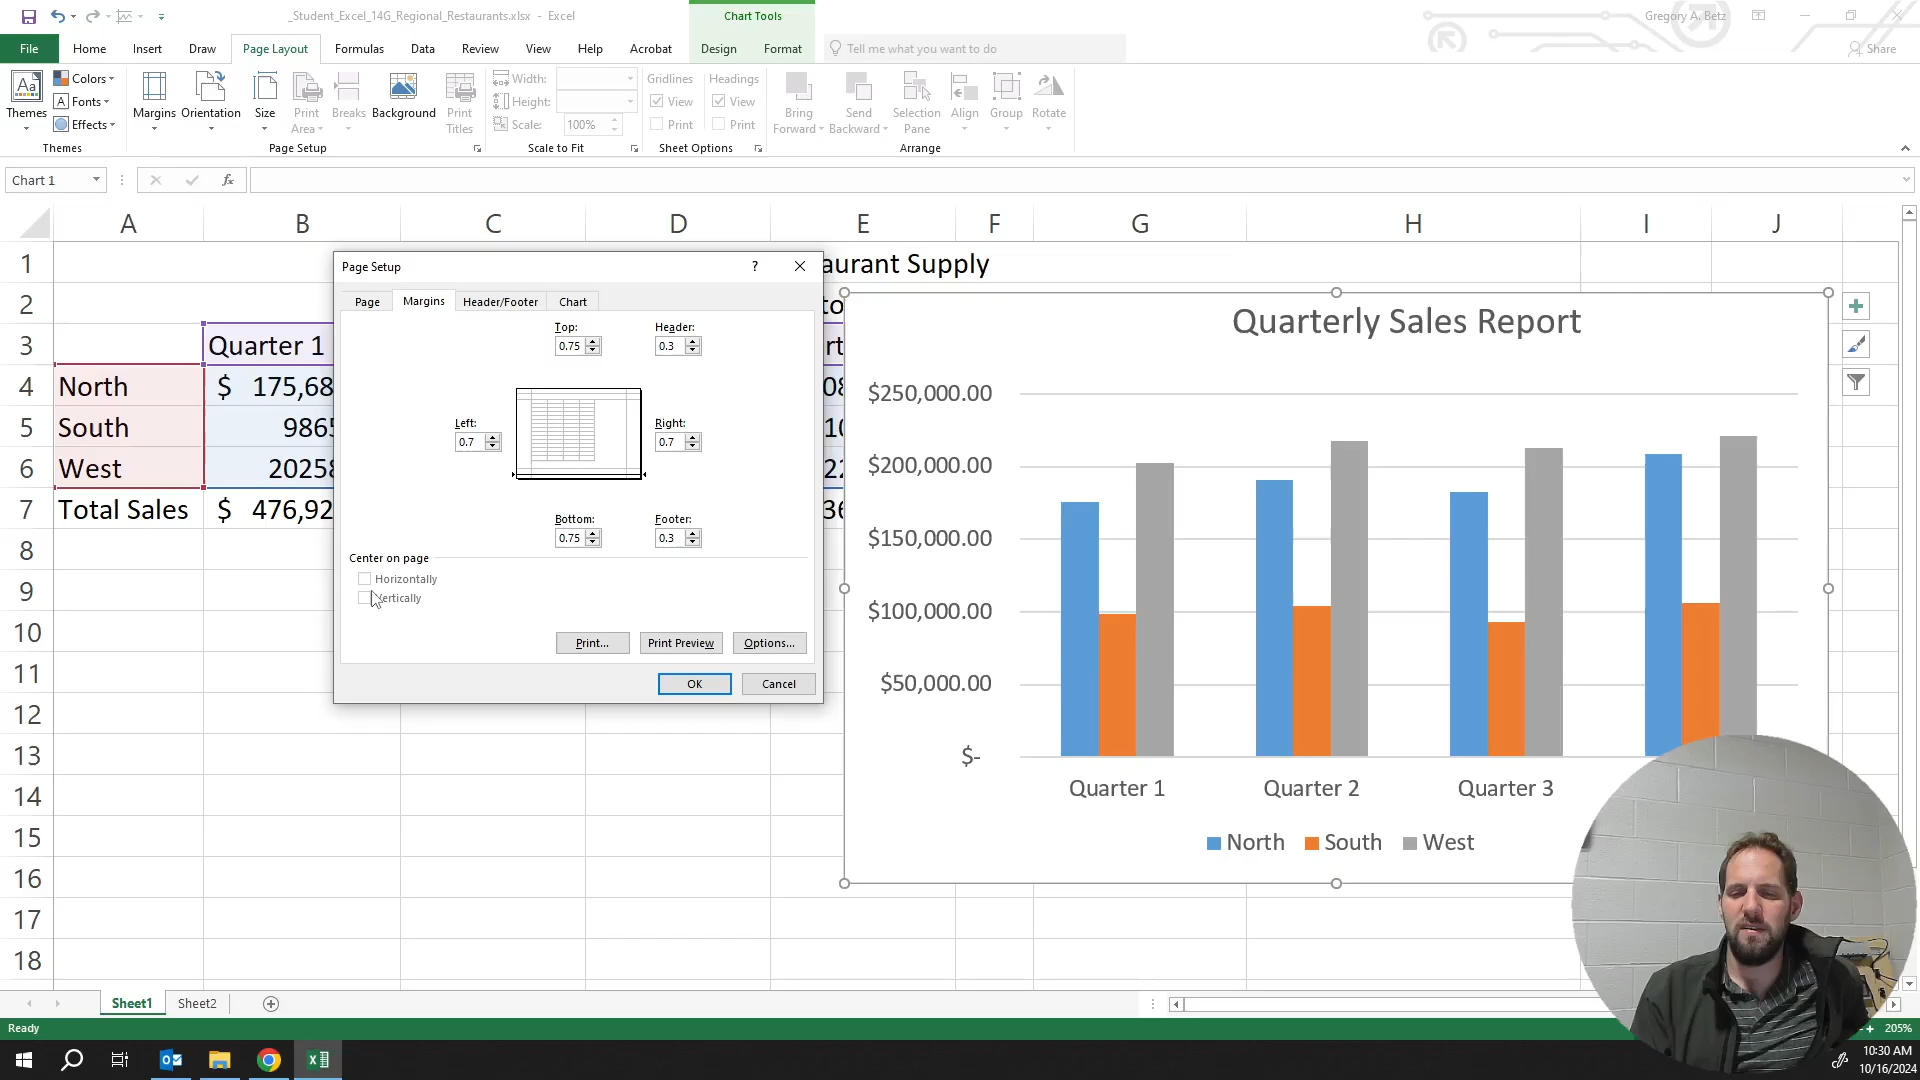 _Student_Excel_14G_Regional_Restaurants.xlsx - Excel
Chart Tools
Gregory A. Betz
File Home Insert Draw Page Layout Formulas Data Review View Help Acrobat Design Format Tell me what you want to do Share
Themes
Colors
Fonts
Effects
Themes
Margins Orientation Size Print Area Breaks Background Print Titles
Page Setup
Width:
Height:
Scale: 100%
Scale to Fit
Gridlines Headings
View View
Print Print
Sheet Options
Bring Forward Send Backward Selection Pane Align Group Rotate
Arrange
Chart 1 fx
A B C D E F G H I J
1 aurant Supply
2 to
3 Quarter 1 rt
4 North $ 175,68
5 South 9865
6 West 20258
7 Total Sales $ 476,92
8
9
10
11
12
13
14
15
16
17
18
Page Setup ?
Page Margins Header/Footer Chart
Top: Header:
0.75 0.3
Left: Right:
0.7 0.7
Bottom: Footer:
0.75 0.3
Center on page
Horizontally
ertically
Print... Print Preview Options...
OK Cancel
Quarterly Sales Report
$250,000.00
$200,000.00
$150,000.00
$100,000.00
$50,000.00
$-
Quarter 1 Quarter 2 Quarter 3
North South West
Sheet1 Sheet2
Ready 205%
10:30 AM
10/16/2024